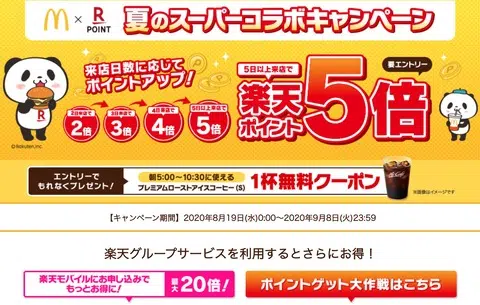 M × R POINT 夏のスーパーコラボキャンペーン
来店日数に応じて
ポイントアップ!
2日来店で
2倍
3日来店で
3倍
4日来店で
4倍
5日以上来店で
5倍
5日以上来店で
楽天
ポイント
5倍
要エントリー
©Rakuten,Inc
エントリーで
もれなくプレゼント!
朝5:00~10:30に使える
プレミアムローストアイスコーヒー(S)
1杯無料クーポン
McCafé
※画像はイメージです
【キャンペーン期間】2020年8月19日(水)0:00~2020年9月8日(火)23:59
楽天グループサービスを利用するとさらにお得!
楽天モバイルにお申し込みで
もっとお得に!
最大20倍!
ポイントゲット大作戦はこちら